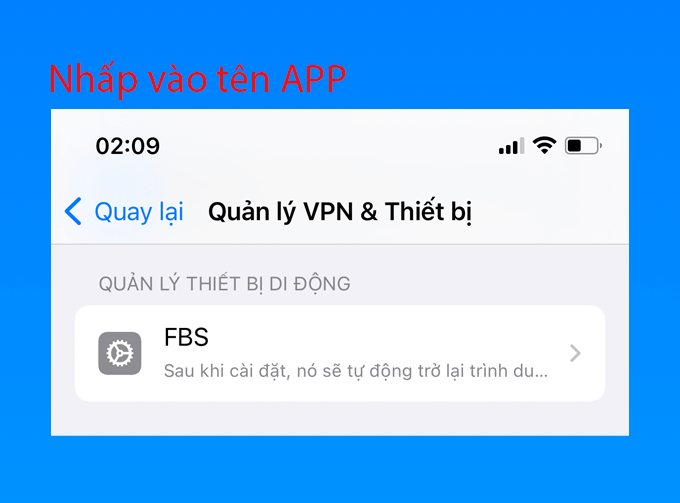 Nhấp vào tên APP
02:09
Quay lại Quản lý VPN & Thiết bị
QUẢN LÝ THIẾT BỊ DI ĐỘNG
FBS
Sau khi cài đặt, nó sẽ tự động trở lại trình du...